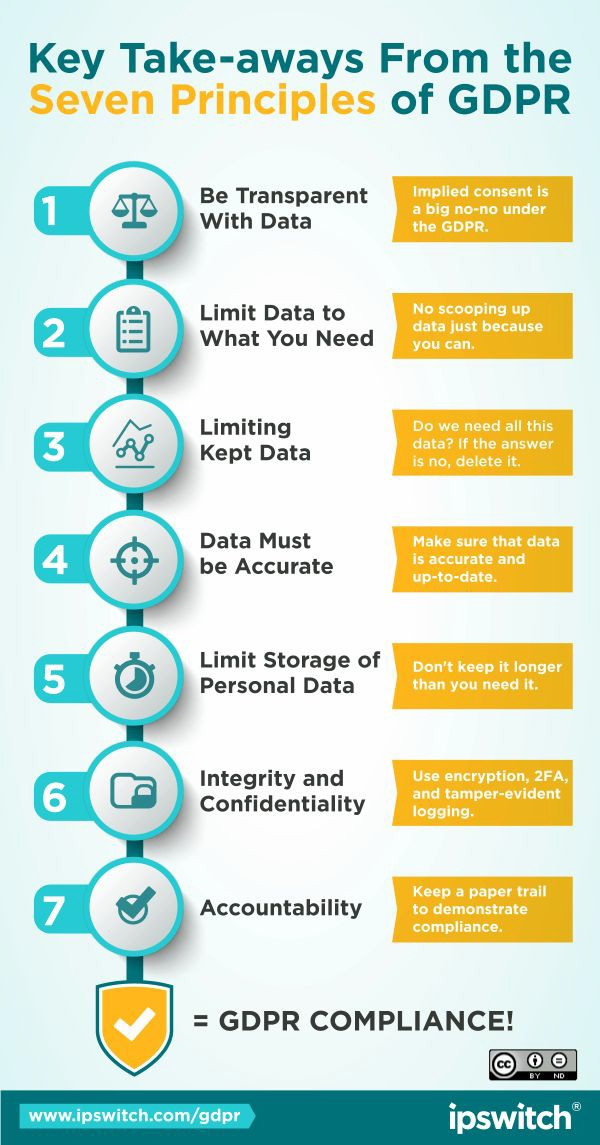 Key Take-aways From the
Seven Principles of GDPR
1
Be Transparent
With Data
Implied consent is
a big no-no under
the GDPR.
2
Limit Data to
What You Need
No scooping up
data just because
you can.
3
Limiting
Kept Data
Do we need all this
data? If the answer
is no, delete it.
4
Data Must
be Accurate
Make sure that data
is accurate and
up-to-date.
5
Limit Storage of
Personal Data
Don't keep it longer
than you need it.
6
Integrity and
Confidentiality
Use encryption, 2FA,
and tamper-evident
logging.
7
Accountability
Keep a paper trail
to demonstrate
compliance.
= GDPR COMPLIANCE!
cc
BY ND
www.ipswitch.com/gdpr
ipswitch®